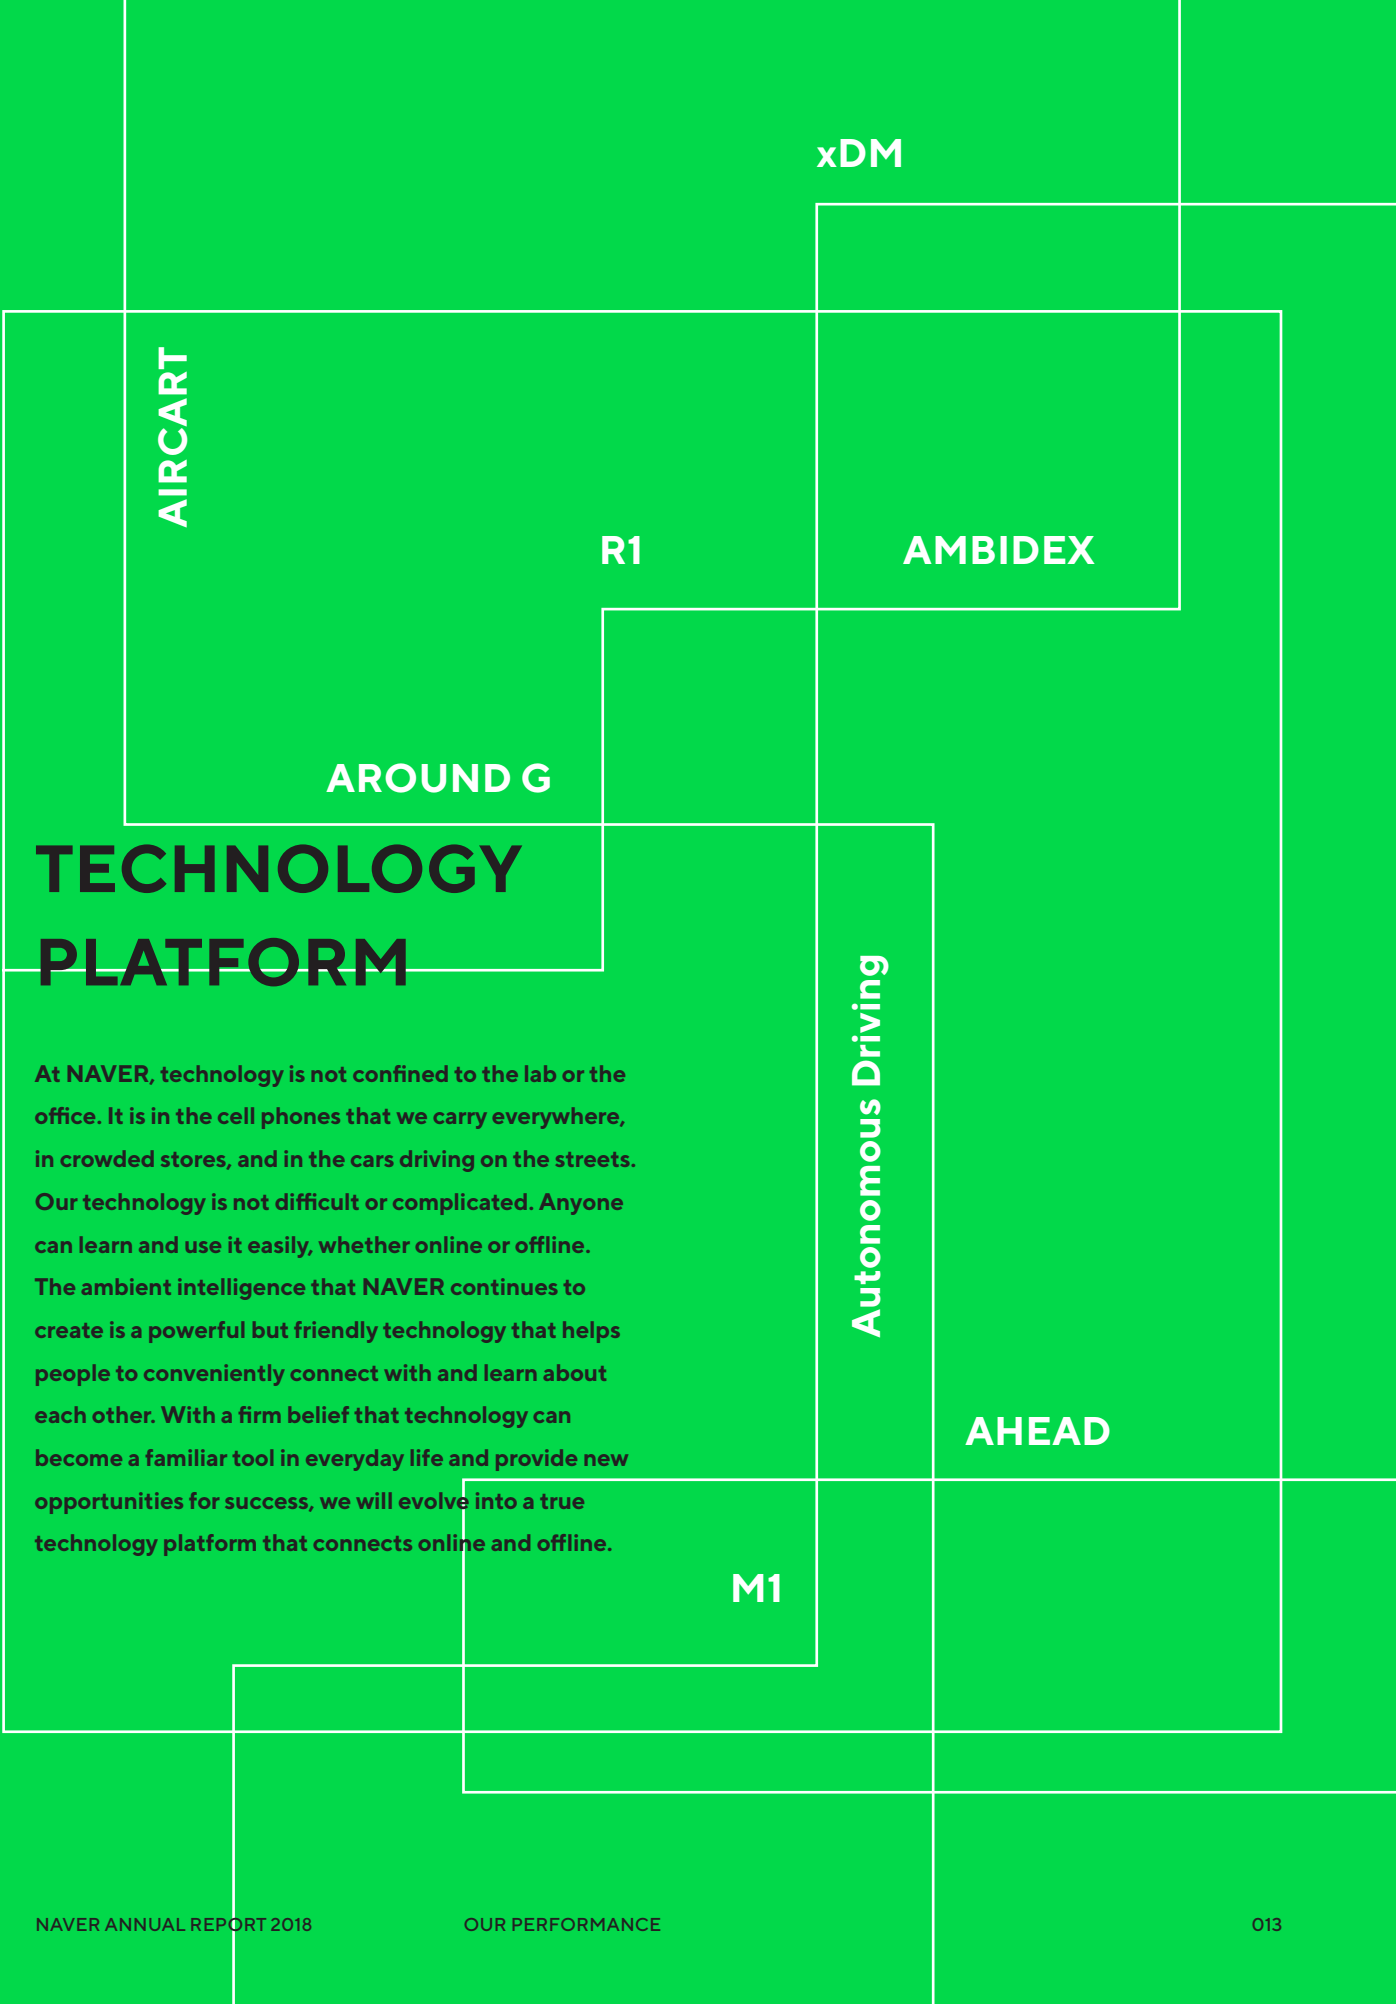 xDM
AIRCART
R1
AMBIDEX
AROUND G
TECHNOLOGY
PLATFORM
At NAVER, technology is not confined to the lab or the
office. It is in the cell phones that we carry everywhere,
in crowded stores, and in the cars driving on the streets.
Our technology is not difficult or complicated. Anyone
can learn and use it easily, whether online or offline.
The ambient intelligence that NAVER continues to
create is a powerful but friendly technology that helps
people to conveniently connect with and learn about
each other. With a firm belief that technology can
become a familiar tool in everyday life and provide new
opportunities for success, we will evolve into a true
technology platform that connects online and offline.
Autonomous Driving
AHEAD
M1
NAVER ANNUAL REPORT 2018
OUR PERFORMANCE
013